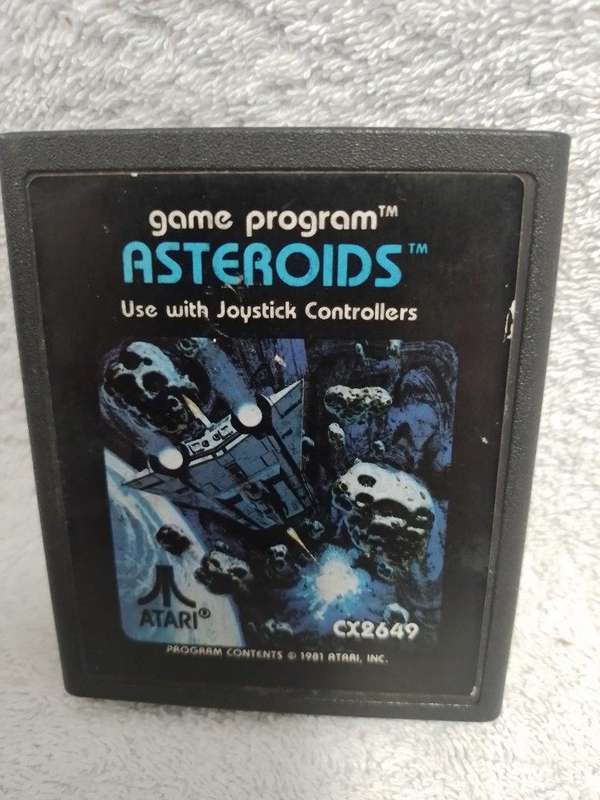 game program™
ASTEROIDS™
Use with Joystick Controllers
ATARI®
CX2649
PROGRAM CONTENTS © 1981 ATARI, INC.